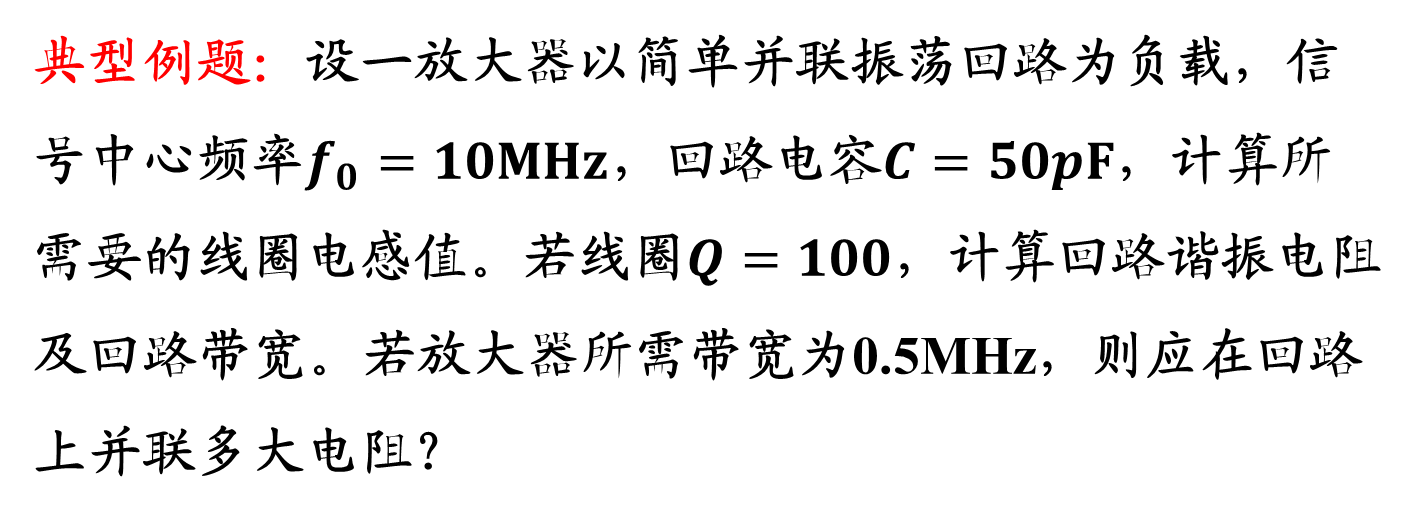 典型例题：设一放大器以简单并联振荡回路为负载，信
号中心频率f₀ = 10MHz，回路电容C = 50pF，计算所
需要的线圈电感值。若线圈Q = 100，计算回路谐振电阻
及回路带宽。若放大器所需带宽为0.5MHz，则应在回路
上并联多大电阻？